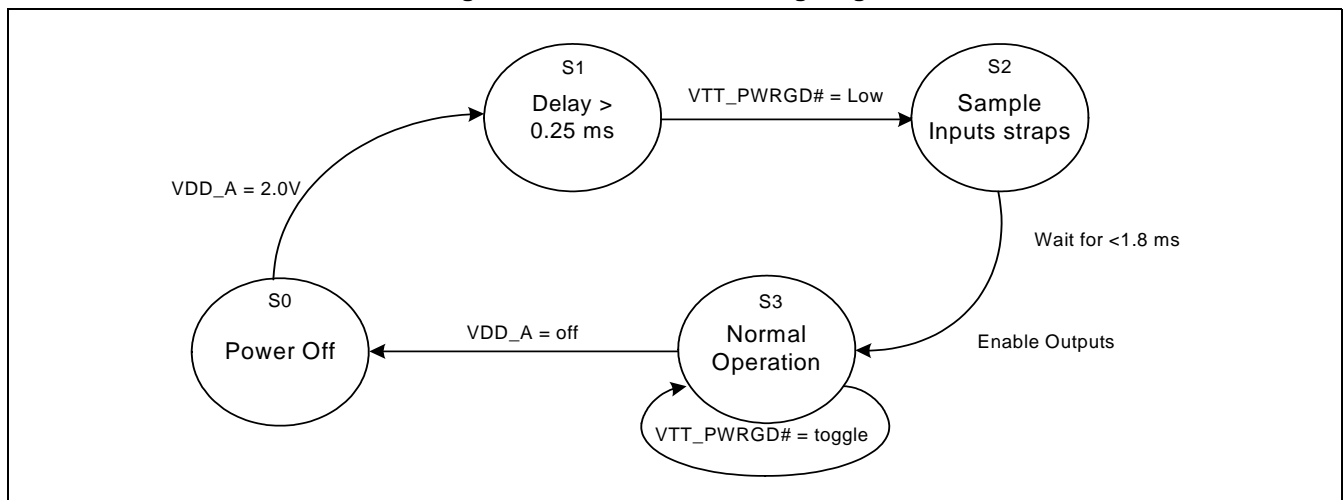 S1
Delay >
0.25 ms
VTT_PWRGD# = Low
S2
Sample
Inputs straps
VDD_A = 2.0V
Wait for <1.8 ms
S0
Power Off
VDD_A = off
S3
Normal
Operation
Enable Outputs
VTT_PWRGD# = toggle